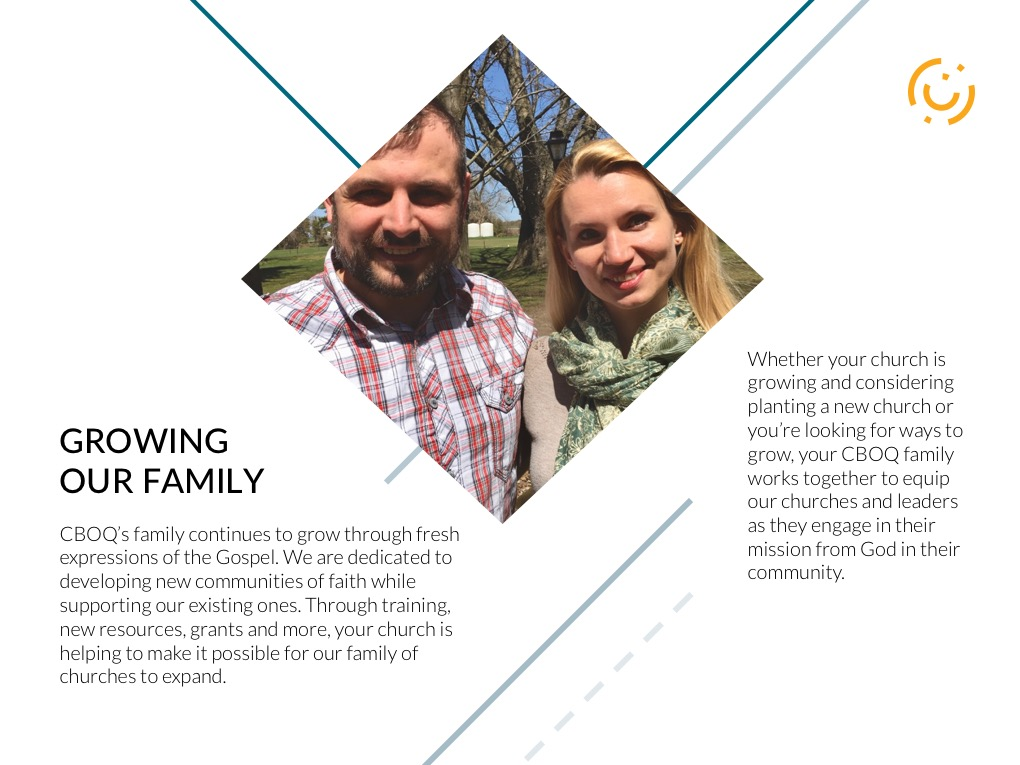 GROWING
OUR FAMILY
CBOQ’s family continues to grow through fresh
expressions of the Gospel. We are dedicated to
developing new communities of faith while
supporting our existing ones. Through training,
new resources, grants and more, your church is
helping to make it possible for our family of
churches to expand.
Whether your church is
growing and considering
planting a new church or
you’re looking for ways to
grow, your CBOQ family
works together to equip
our churches and leaders
as they engage in their
mission from God in their
community.